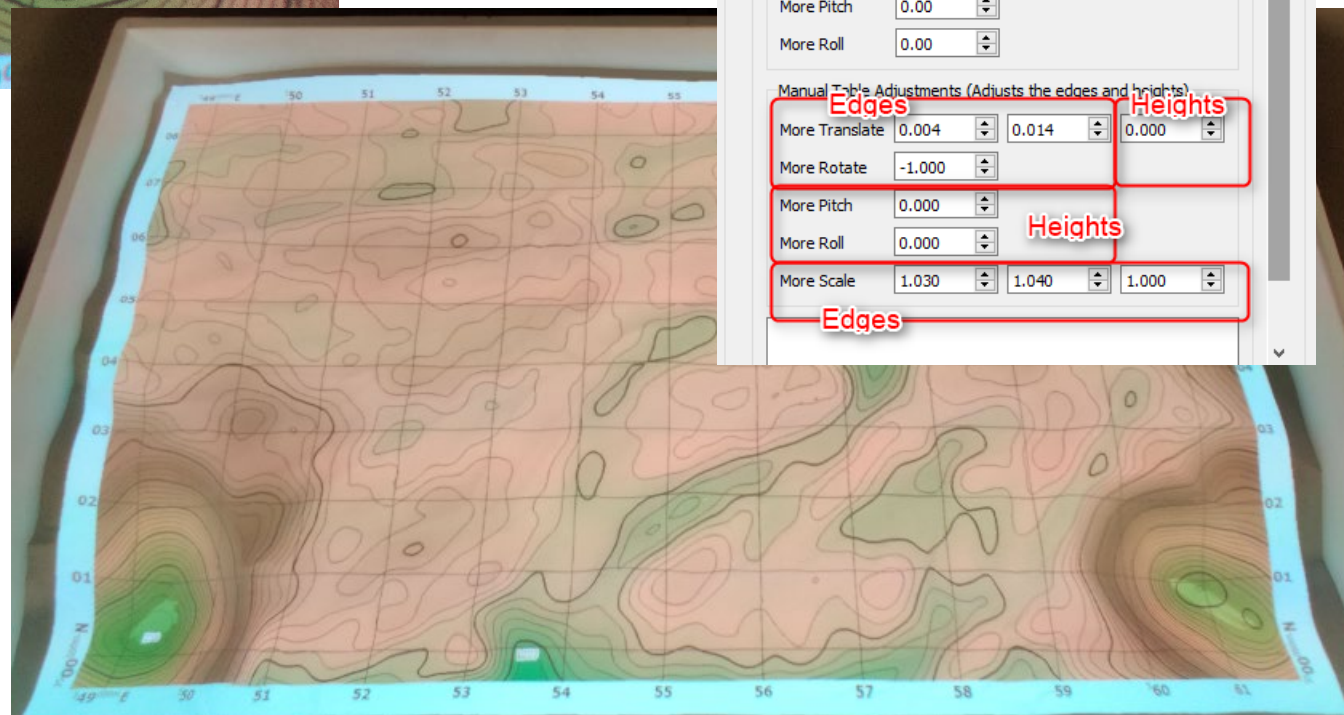 More Pitch 0.00
More Roll 0.00
Manual Table Adjustments (Adjusts the edges and heights)
Edges Heights
More Translate 0.004 0.014 0.000
More Rotate -1.000
More Pitch 0.000
Heights
More Roll 0.000
More Scale 1.030 1.040 1.000
Edges
E 50 51 52 53 54 55
08
07
06
05
04 04
03 03
02 02
01 01
N N
00 00
49 E 50 51 52 53 54 55 56 57 58 59 60 61